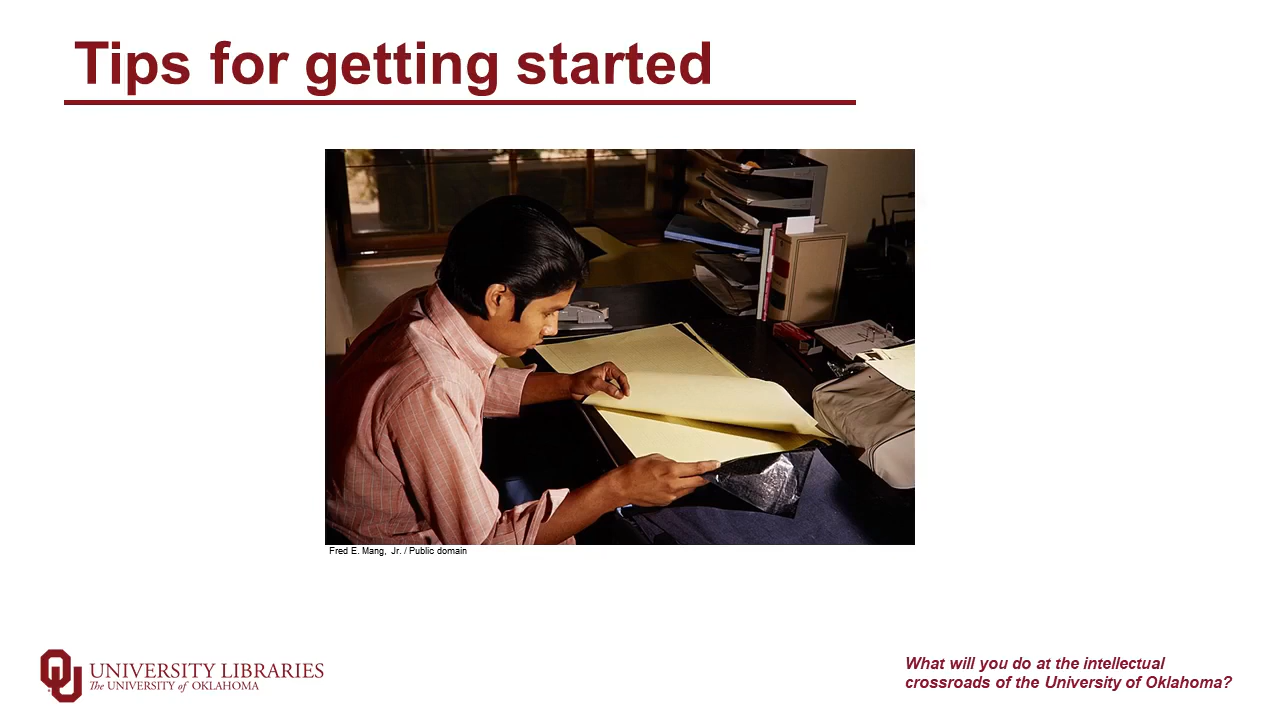 Tips for getting started
Fred E. Mang, Jr. / Public domain
OU UNIVERSITY LIBRARIES
The UNIVERSITY of OKLAHOMA
What will you do at the intellectual
crossroads of the University of Oklahoma?